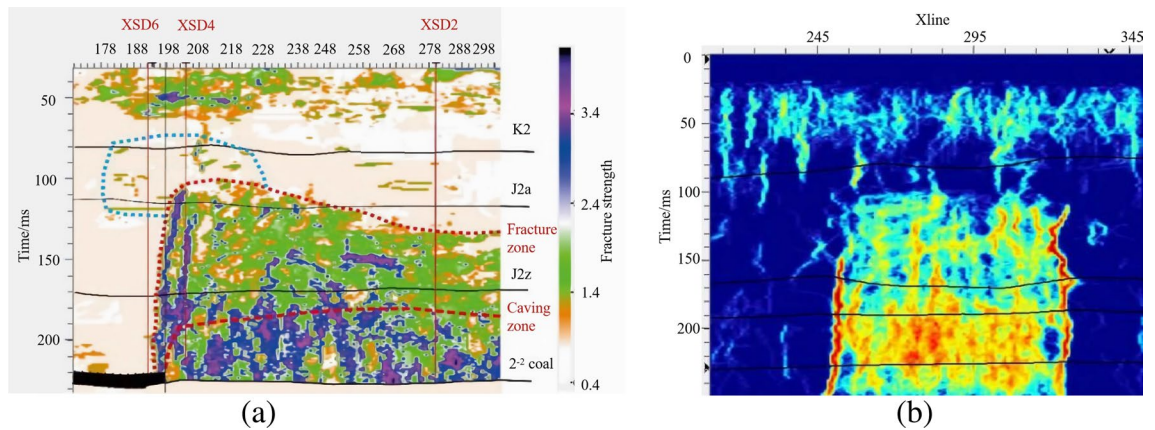 XSD6 XSD4 XSD2
178 188 198 208 218 228 238 248 258 268 278 288 298
50
100
150
200
Time/ms
K2
J2a
Fracture
zone
J2z
Caving
zone
2⁻² coal
3.4
2.4
1.4
0.4
Fracture strength
(a)
Xline
245 295 345
0
50
100
150
200
Time/ms
(b)